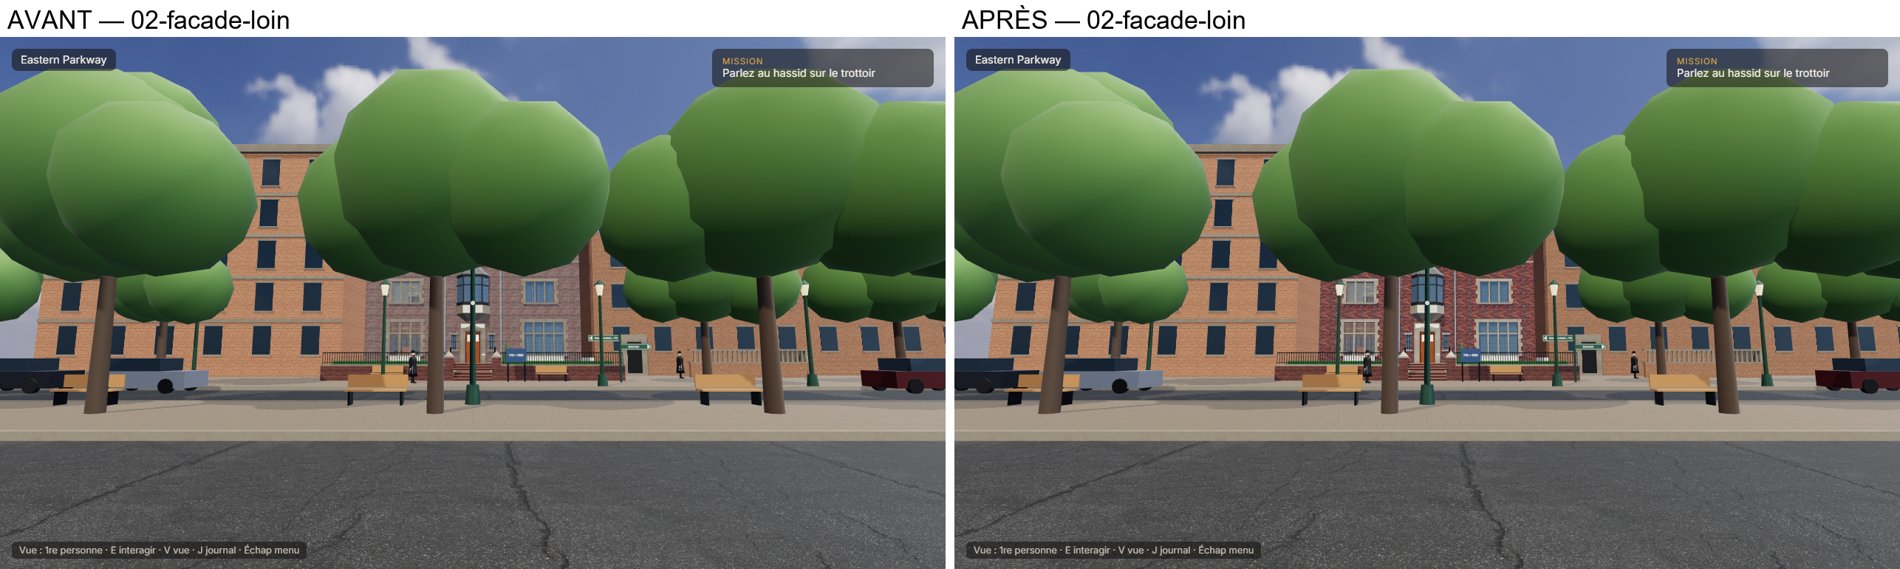 AVANT — 02-facade-loin
Eastern Parkway
MISSION
Parlez au hassid sur le trottoir
Vue : 1re personne · E interagir · V vue · J journal · Échap menu
APRÈS — 02-facade-loin
Eastern Parkway
MISSION
Parlez au hassid sur le trottoir
Vue : 1re personne · E interagir · V vue · J journal · Échap menu